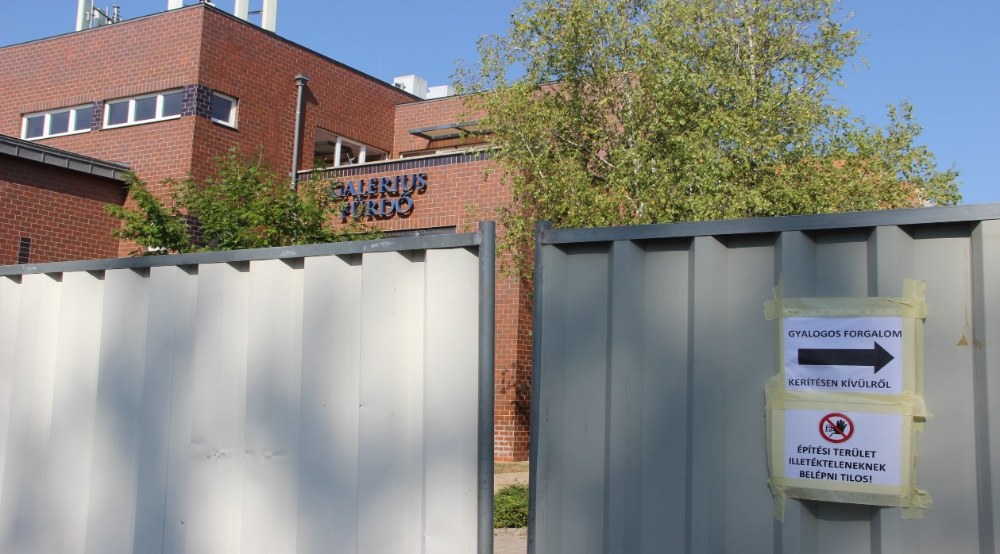 GALERIUS
FÜRDŐ
GYALOGOS FORGALOM
KERÍTÉSEN KÍVÜLRŐL
ÉPÍTÉSI TERÜLET
ILLETÉKTELENEKNEK
BELÉPNI TILOS!